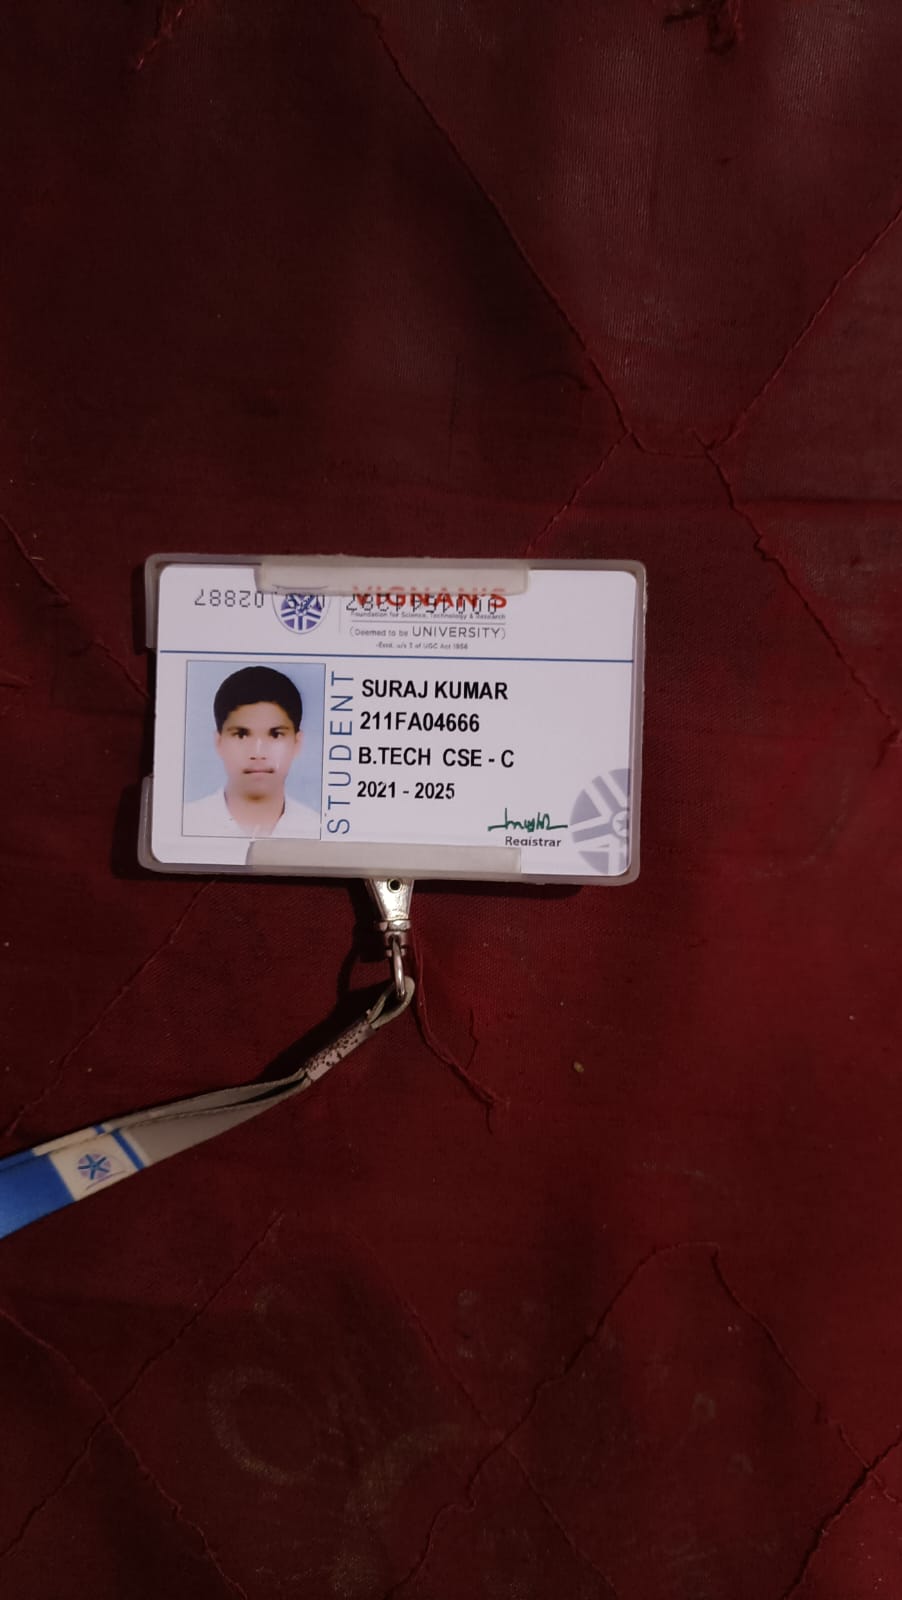 VIGNAN'S
Foundation for Science, Technology & Research
(Deemed to be UNIVERSITY)
-Estd. u/s 3 of UGC Act 1956
STUDENT
SURAJ KUMAR
211FA04666
B.TECH CSE - C
2021 - 2025
Registrar